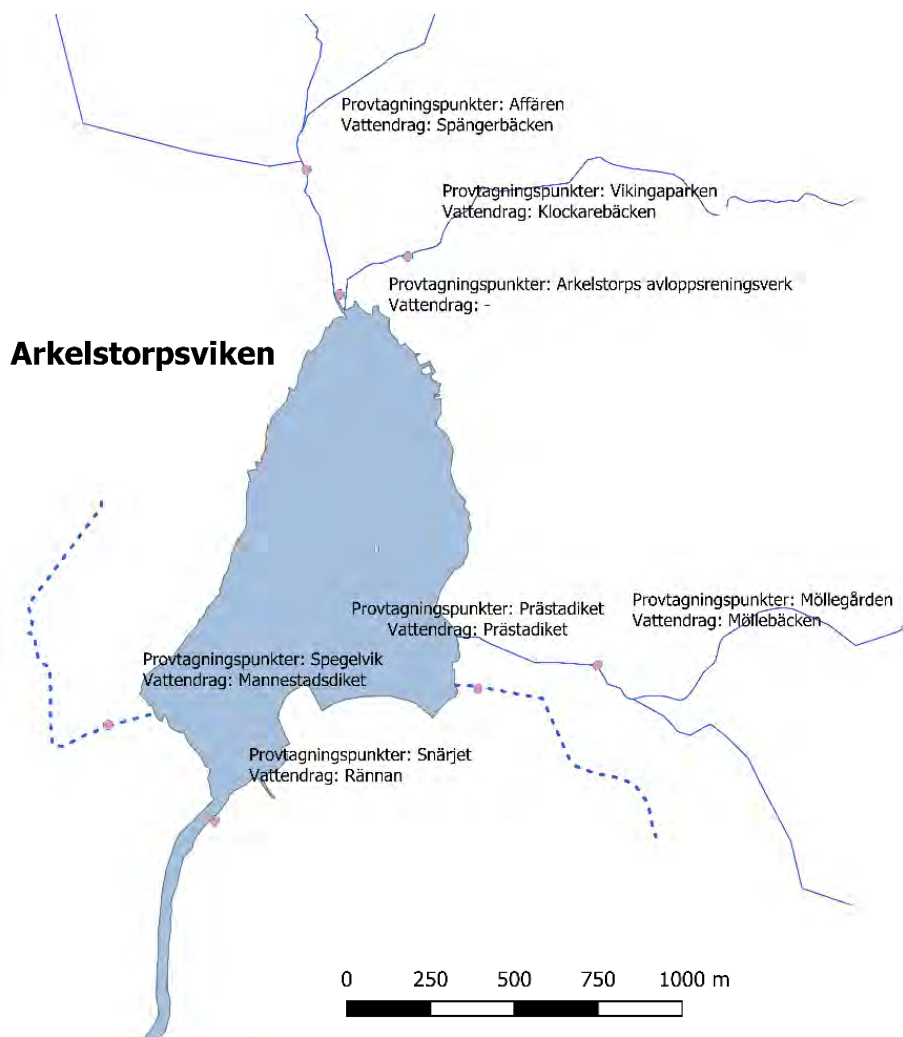 Provtagningspunkter: Affären
Vattendrag: Spängerbäcken
Provtagningspunkter: Vikingaparken
Vattendrag: Klockarebäcken
Provtagningspunkter: Arkelstorps avloppsreningsverk
Vattendrag: -
Arkelstorpsviken
Provtagningspunkter: Möllegården
Vattendrag: Möllebäcken
Provtagningspunkter: Prästadiket
Vattendrag: Prästadiket
Provtagningspunkter: Spegelvik
Vattendrag: Mannestadsdiket
Provtagningspunkter: Snärjet
Vattendrag: Rännan
0 250 500 750 1000 m